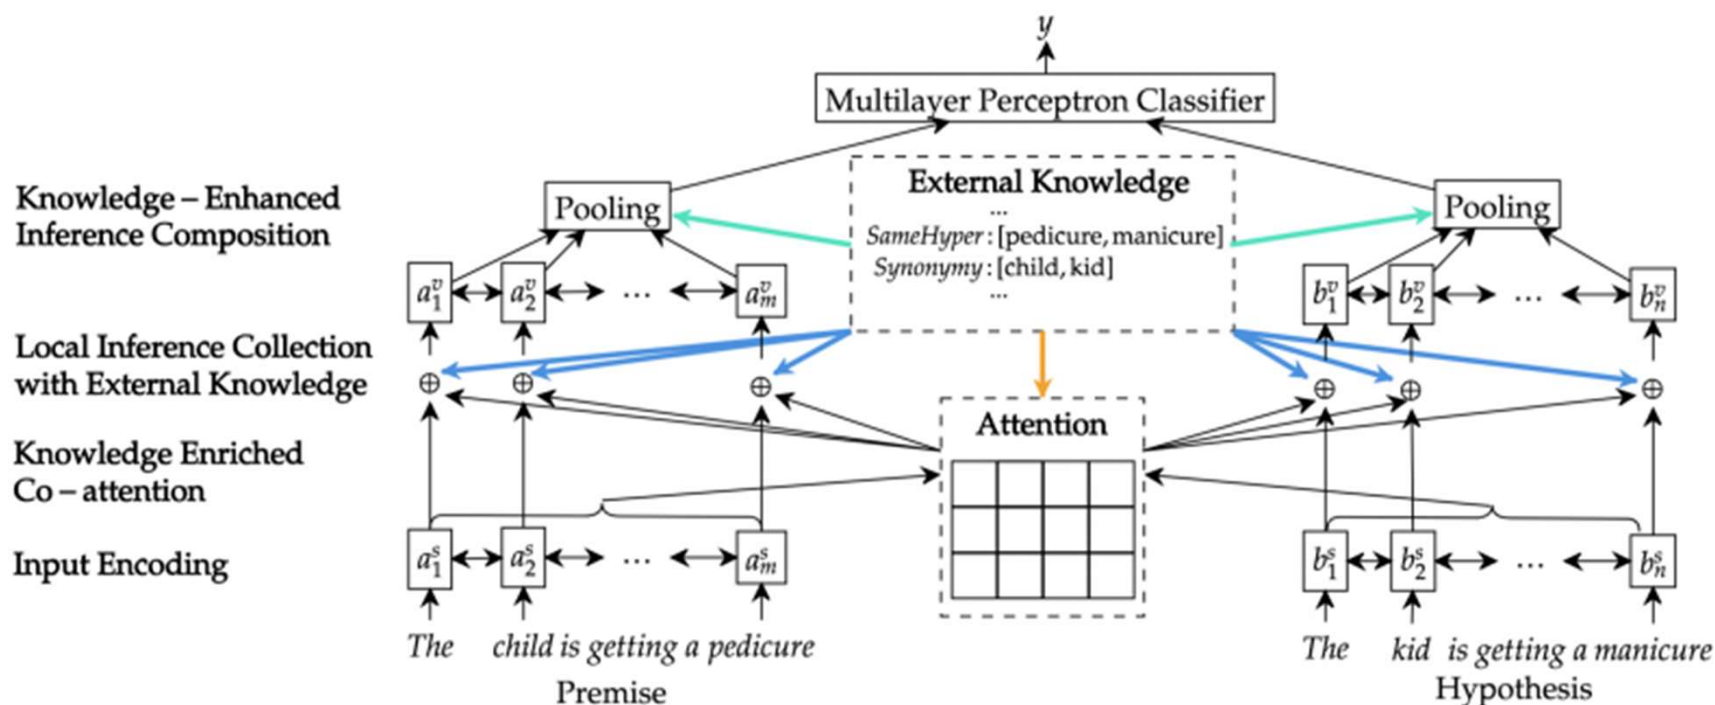 y
Multilayer Perceptron Classifier
Knowledge – Enhanced
Inference Composition
Pooling
External Knowledge
...
SameHyper : [pedicure, manicure]
Synonymy : [child, kid]
...
Pooling
a₁ᵛ a₂ᵛ ... aₘᵛ
b₁ᵛ b₂ᵛ ... bₙᵛ
Local Inference Collection
with External Knowledge
Attention
Knowledge Enriched
Co – attention
Input Encoding
a₁ˢ a₂ˢ ... aₘˢ
b₁ˢ b₂ˢ ... bₙˢ
The child is getting a pedicure
The kid is getting a manicure
Premise
Hypothesis